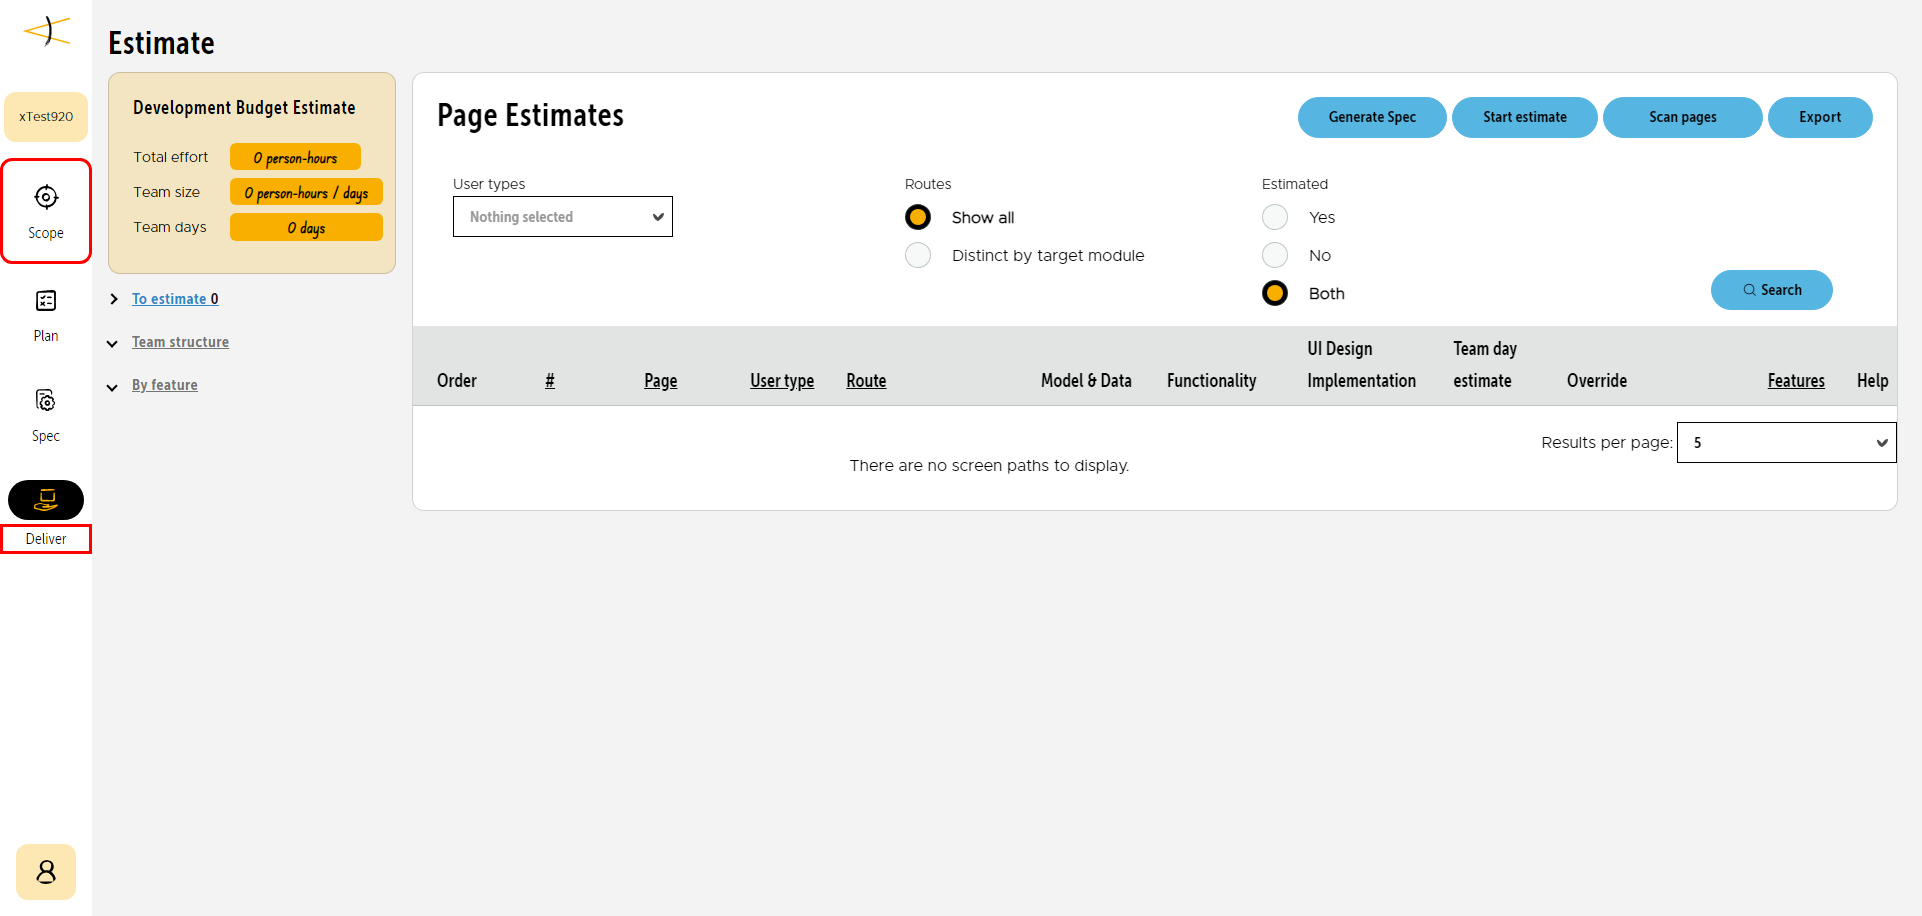 xTest920
Scope
Plan
Spec
Deliver
Estimate
Development Budget Estimate
Total effort 0 person-hours
Team size 0 person-hours / days
Team days 0 days
To estimate 0
Team structure
By feature
Page Estimates
Generate Spec Start estimate Scan pages Export
User types
Nothing selected
Routes
Show all
Distinct by target module
Estimated
Yes
No
Both
Search
Order # Page User type Route Model & Data Functionality UI Design Implementation Team day estimate Override Features Help
Results per page: 5
There are no screen paths to display.